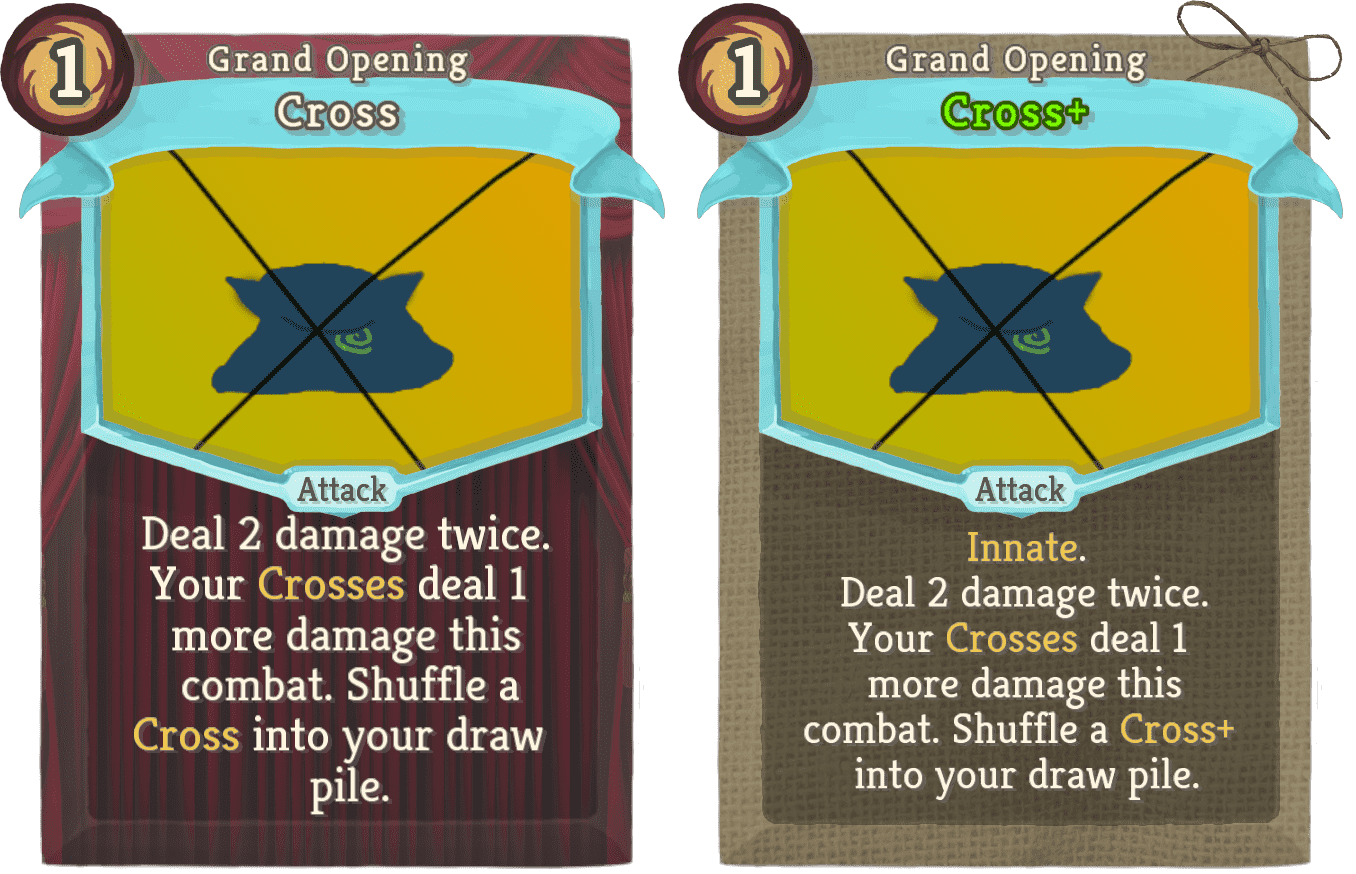 1
Grand Opening
Cross
Attack
Deal 2 damage twice.
Your Crosses deal 1
more damage this
combat. Shuffle a
Cross into your draw
pile.
1
Grand Opening
Cross+
Attack
Innate.
Deal 2 damage twice.
Your Crosses deal 1
more damage this
combat. Shuffle a Cross+
into your draw pile.